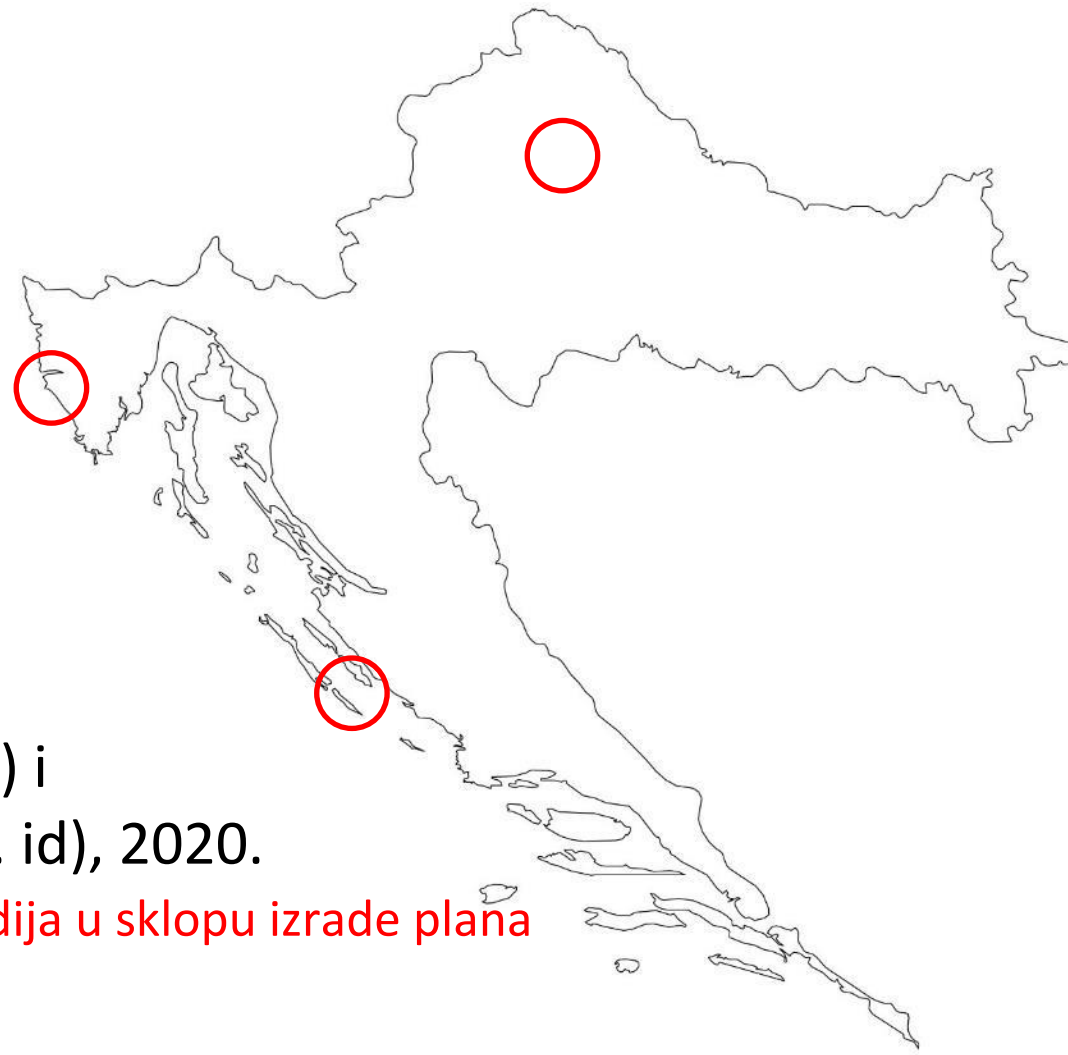 ) i
. id), 2020.
dija u sklopu izrade plana